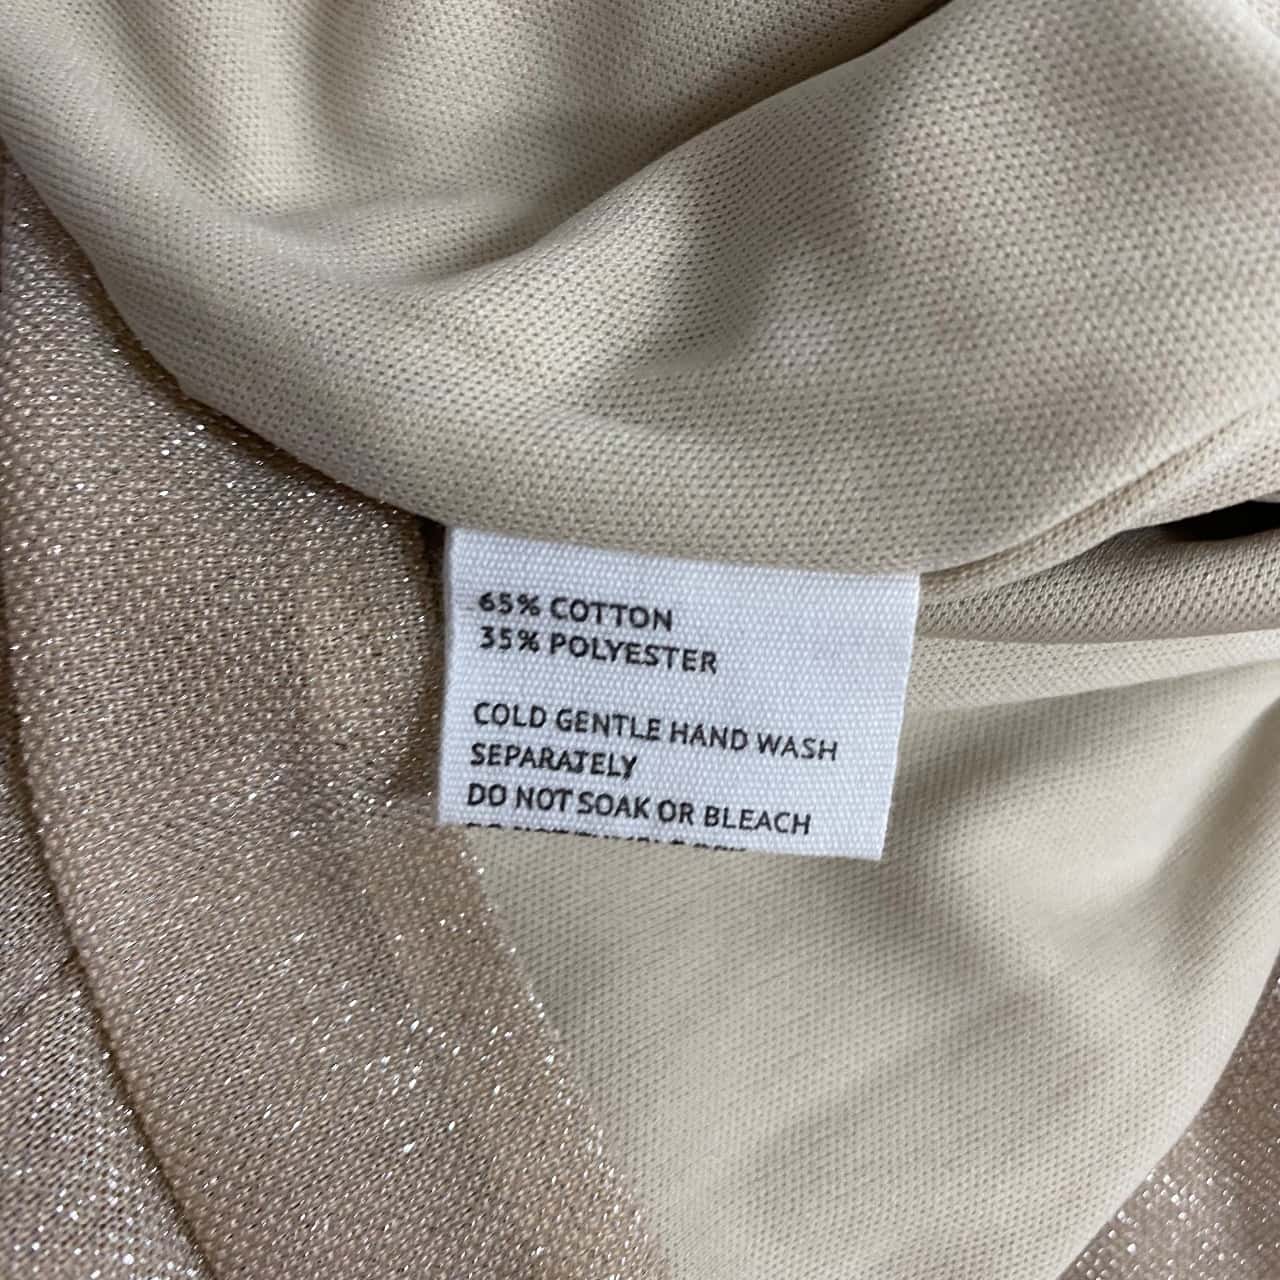 65% COTTON
35% POLYESTER
COLD GENTLE HAND WASH
SEPARATELY
DO NOT SOAK OR BLEACH